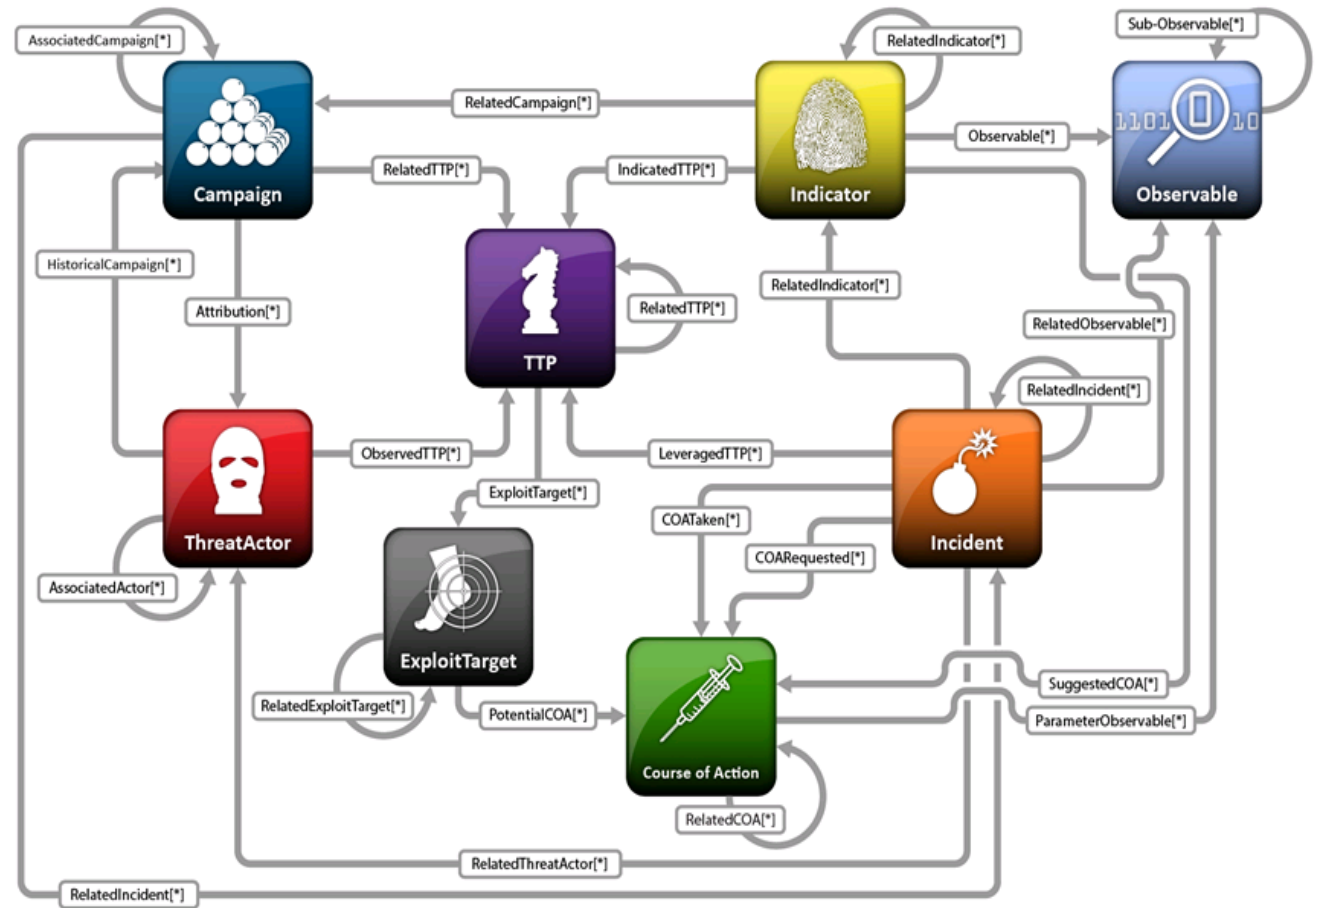 AssociatedCampaign[*]
RelatedIndicator[*]
Sub-Observable[*]
RelatedCampaign[*]
1101 0 10
Observable[*]
RelatedTTP[*]
IndicatedTTP[*]
Campaign
Indicator
Observable
HistoricalCampaign[*]
RelatedIndicator[*]
Attribution[*]
RelatedTTP[*]
RelatedObservable[*]
TTP
RelatedIncident[*]
ObservedTTP[*]
LeveragedTTP[*]
ExploitTarget[*]
COATaken[*]
ThreatActor
Incident
COARequested[*]
AssociatedActor[*]
ExploitTarget
SuggestedCOA[*]
RelatedExploitTarget[*]
PotentialCOA[*]
ParameterObservable[*]
Course of Action
RelatedCOA[*]
RelatedThreatActor[*]
RelatedIncident[*]